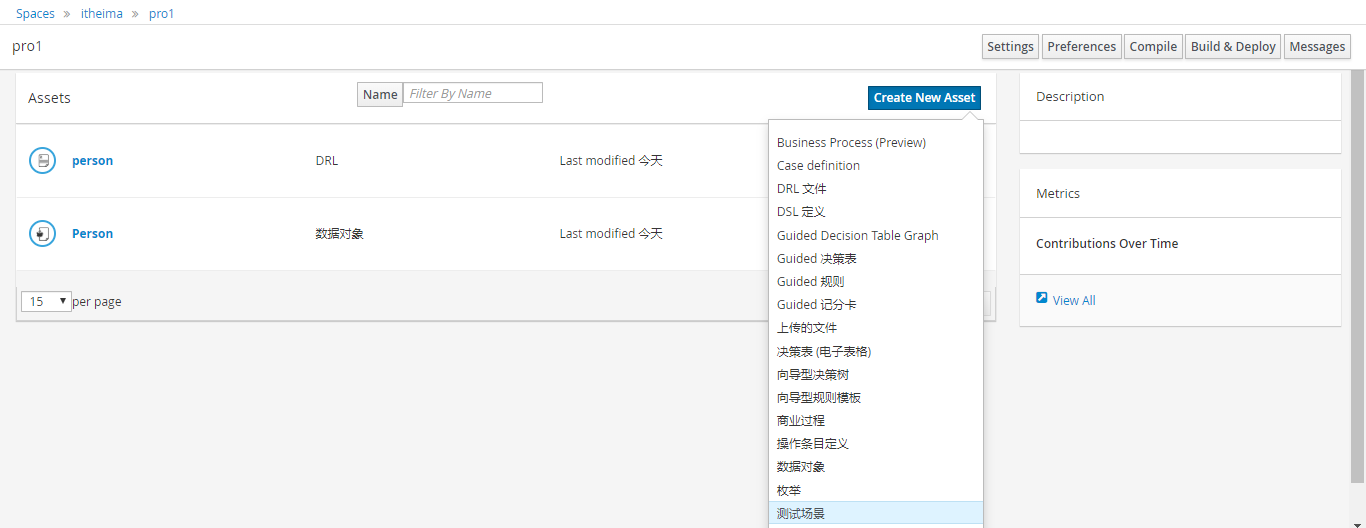 Spaces » itheima » pro1
pro1 Settings Preferences Compile Build & Deploy Messages
Assets Name Filter By Name Create New Asset
person DRL Last modified 今天
Person 数据对象 Last modified 今天
15 per page
Business Process (Preview)
Case definition
DRL 文件
DSL 定义
Guided Decision Table Graph
Guided 决策表
Guided 规则
Guided 记分卡
上传的文件
决策表 (电子表格)
向导型决策树
向导型规则模板
商业过程
操作条目定义
数据对象
枚举
测试场景
Description
Metrics
Contributions Over Time
View All